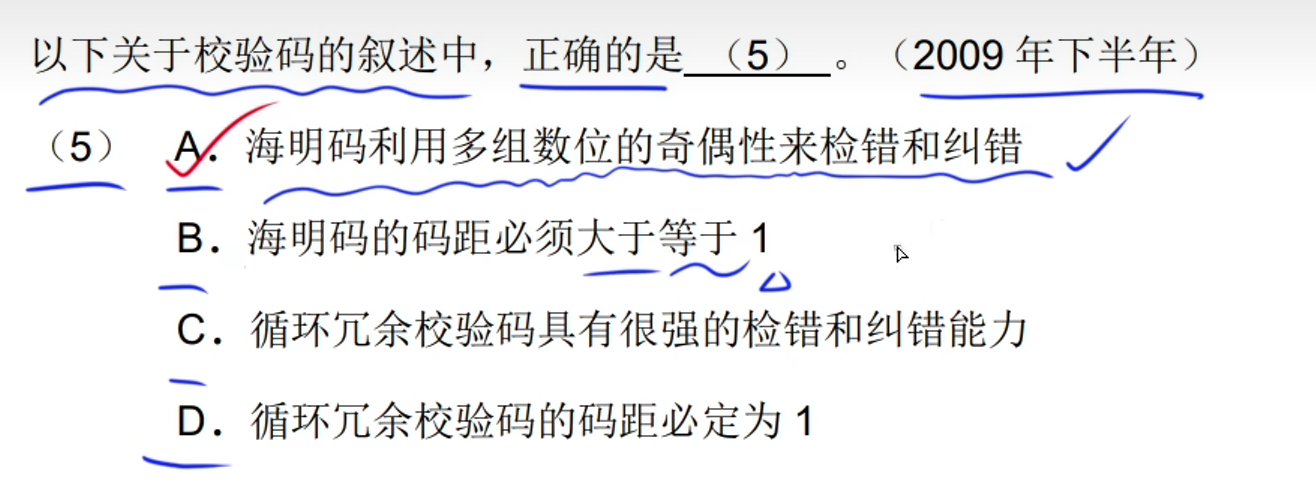 以下关于校验码的叙述中，正确的是 （5） 。（2009 年下半年）
（5） A．海明码利用多组数位的奇偶性来检错和纠错
B．海明码的码距必须大于等于 1
C．循环冗余校验码具有很强的检错和纠错能力
D．循环冗余校验码的码距必定为 1